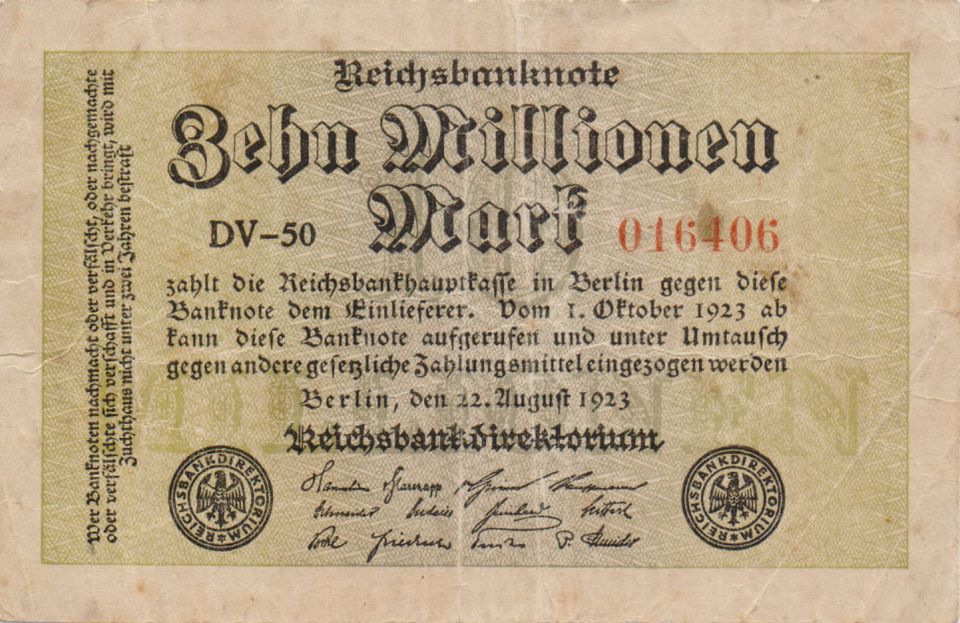 Reichsbanknote
Zehn Millionen
Mark
DV-50
016406
zahlt die Reichsbankhauptkasse in Berlin gegen diese
Banknote dem Einlieferer. Vom 1. Oktober 1923 ab
kann diese Banknote aufgerufen und unter Umtausch
gegen andere gesetzliche Zahlungsmittel eingezogen werden
Berlin, den 22. August 1923
Reichsbankdirektorium
REICHSBANKDIREKTORIUM
REICHSBANKDIREKTORIUM
Wer Banknoten nachmacht oder verfälscht, oder nachgemachte
oder verfälschte sich verschafft und in Verkehr bringt, wird mit
Zuchthaus nicht unter zwei Jahren bestraft